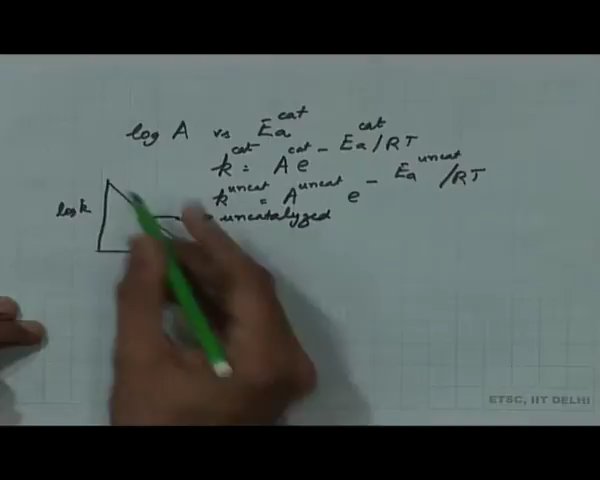 log A vs Ea^cat
k^cat = A^cat e^-Ea^cat/RT
k^uncat = A^uncat e^-Ea^uncat/RT
log k
uncatalyzed
ETSC, IIT DELHI